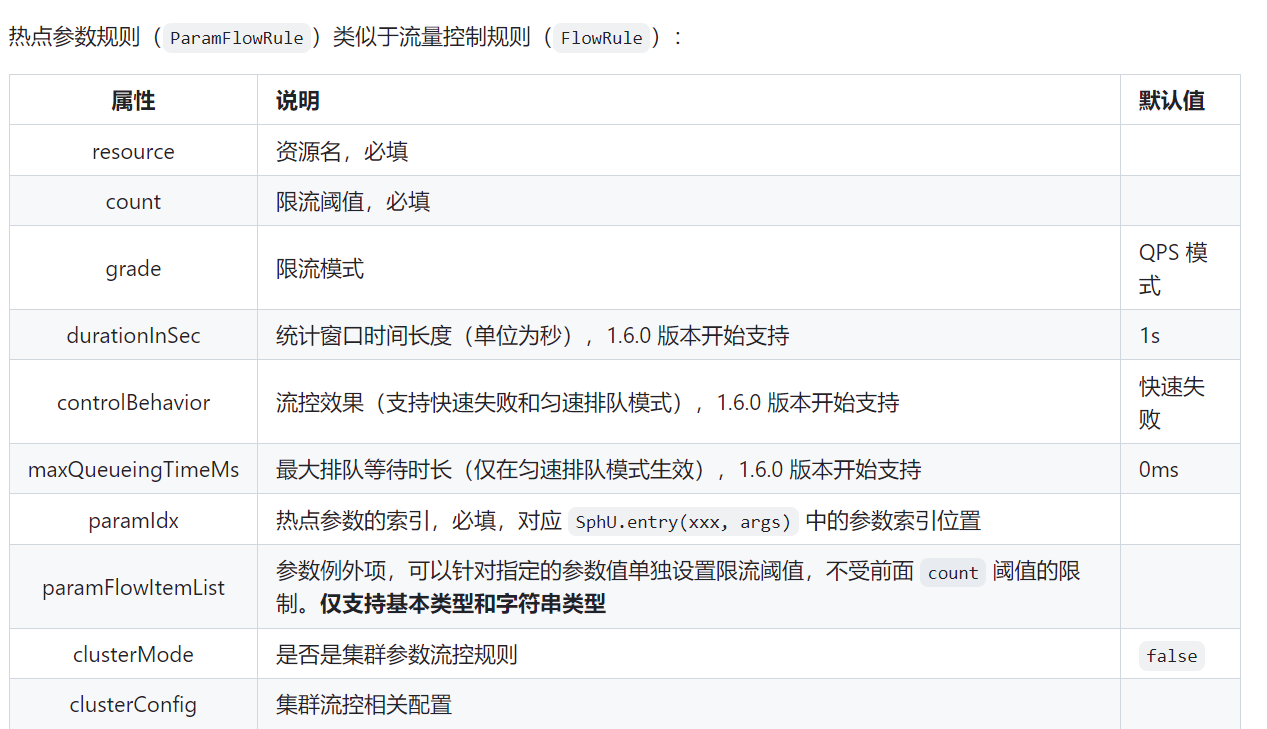 热点参数规则（ParamFlowRule）类似于流量控制规则（FlowRule）：
属性 说明 默认值
resource 资源名，必填
count 限流阈值，必填
grade 限流模式 QPS 模
式
durationInSec 统计窗口时间长度（单位为秒），1.6.0 版本开始支持 1s
controlBehavior 流控效果（支持快速失败和匀速排队模式），1.6.0 版本开始支持 快速失
败
maxQueueingTimeMs 最大排队等待时长（仅在匀速排队模式生效），1.6.0 版本开始支持 0ms
paramIdx 热点参数的索引，必填，对应 SphU.entry(xxx, args) 中的参数索引位置
paramFlowItemList 参数例外项，可以针对指定的参数值单独设置限流阈值，不受前面 count 阈值的限
制。仅支持基本类型和字符串类型
clusterMode 是否是集群参数流控规则 false
clusterConfig 集群流控相关配置